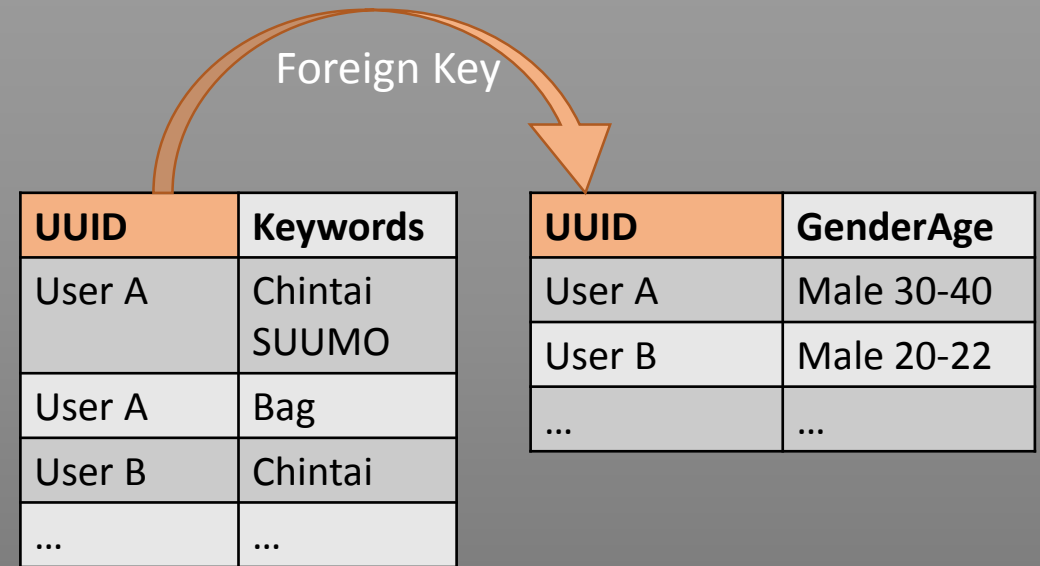 Foreign Key
UUID Keywords
User A Chintai
SUUMO
User A Bag
User B Chintai
... ...
UUID GenderAge
User A Male 30-40
User B Male 20-22
... ...